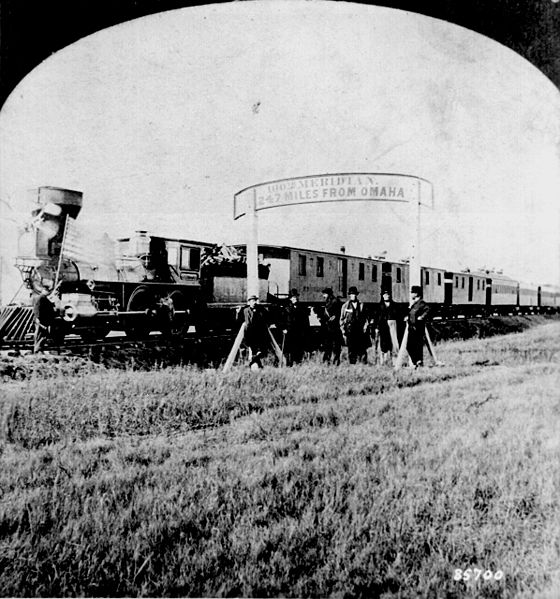 100TH MERIDIAN.
247 MILES FROM OMAHA
85700